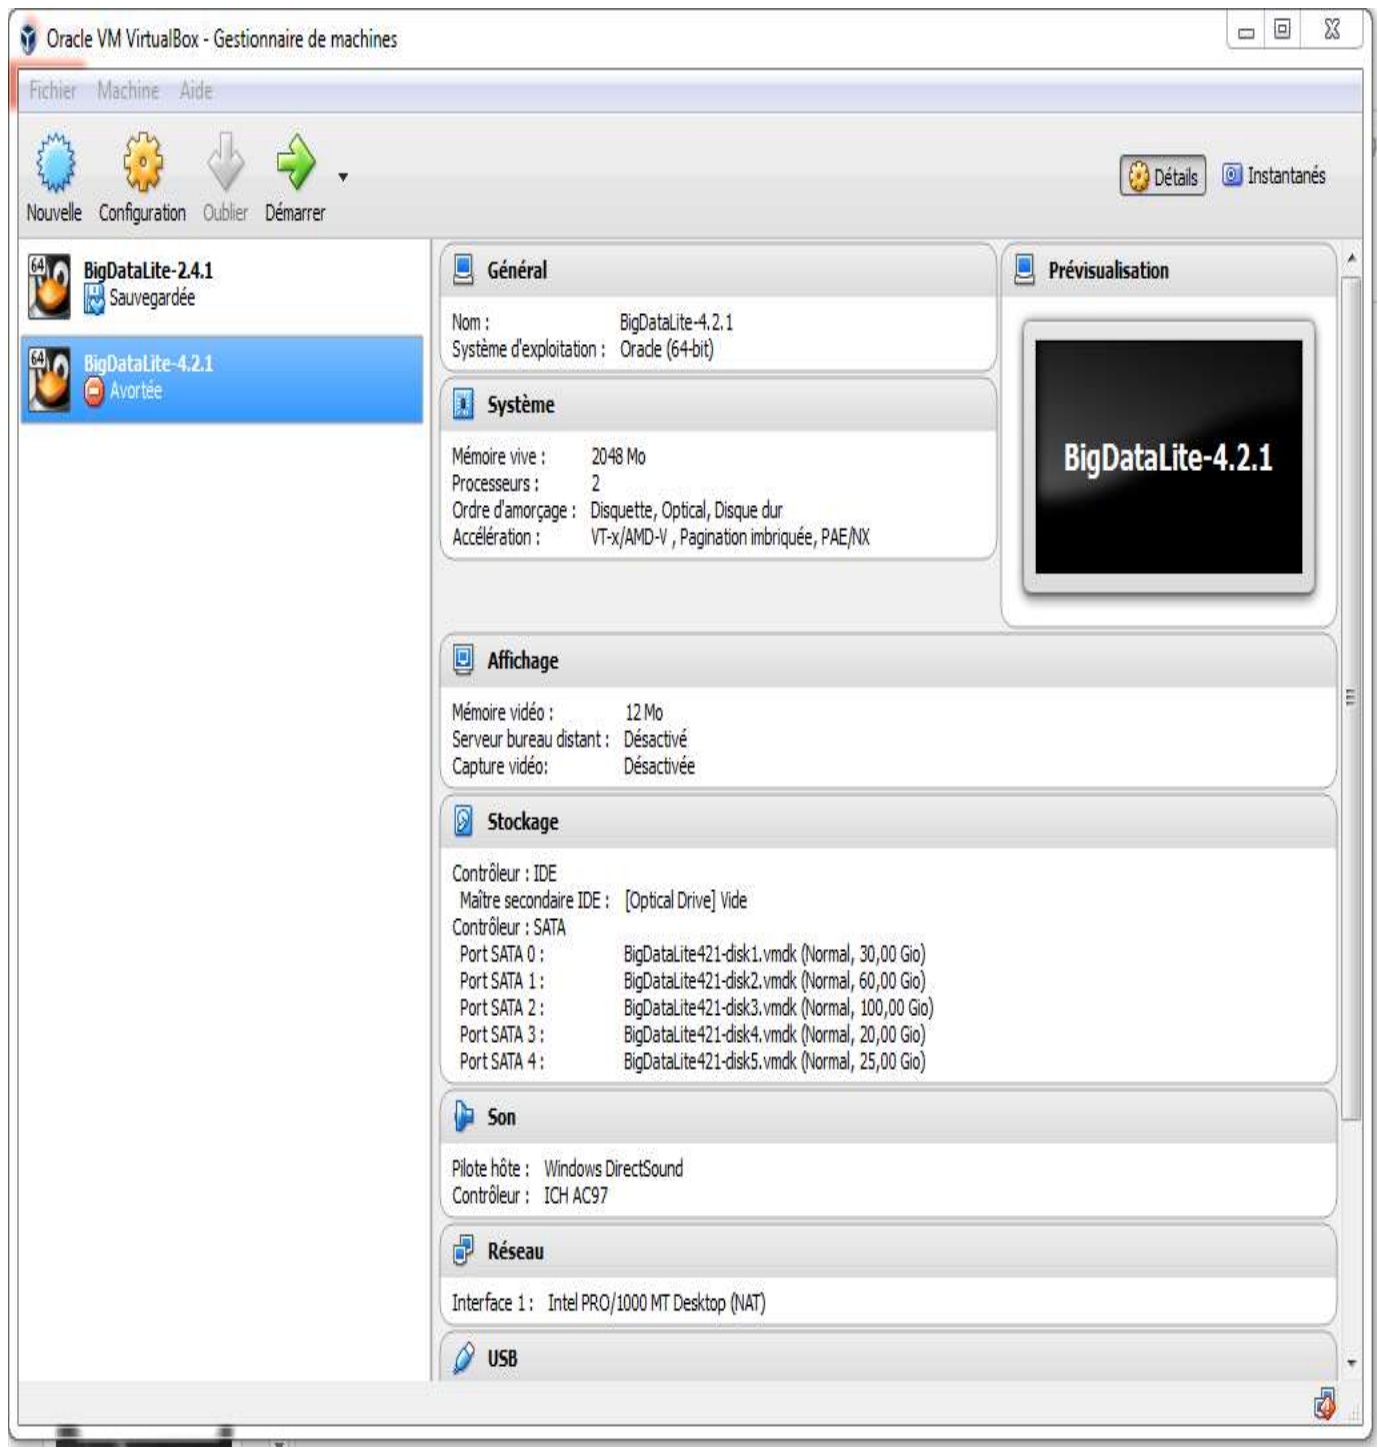 Oracle VM VirtualBox - Gestionnaire de machines
Fichier Machine Aide
Nouvelle Configuration Oublier Démarrer
Détails Instantanés
64 BigDataLite-2.4.1
Sauvegardée
64 BigDataLite-4.2.1
Avortée
Général
Nom : BigDataLite-4.2.1
Système d'exploitation : Oracle (64-bit)
Système
Mémoire vive : 2048 Mo
Processeurs : 2
Ordre d'amorçage : Disquette, Optical, Disque dur
Accélération : VT-x/AMD-V , Pagination imbriquée, PAE/NX
Prévisualisation
BigDataLite-4.2.1
Affichage
Mémoire vidéo : 12 Mo
Serveur bureau distant : Désactivé
Capture vidéo: Désactivée
Stockage
Contrôleur : IDE
Maître secondaire IDE : [Optical Drive] Vide
Contrôleur : SATA
Port SATA 0 : BigDataLite421-disk1.vmdk (Normal, 30,00 Gio)
Port SATA 1 : BigDataLite421-disk2.vmdk (Normal, 60,00 Gio)
Port SATA 2 : BigDataLite421-disk3.vmdk (Normal, 100,00 Gio)
Port SATA 3 : BigDataLite421-disk4.vmdk (Normal, 20,00 Gio)
Port SATA 4 : BigDataLite421-disk5.vmdk (Normal, 25,00 Gio)
Son
Pilote hôte : Windows DirectSound
Contrôleur : ICH AC97
Réseau
Interface 1 : Intel PRO/1000 MT Desktop (NAT)
USB